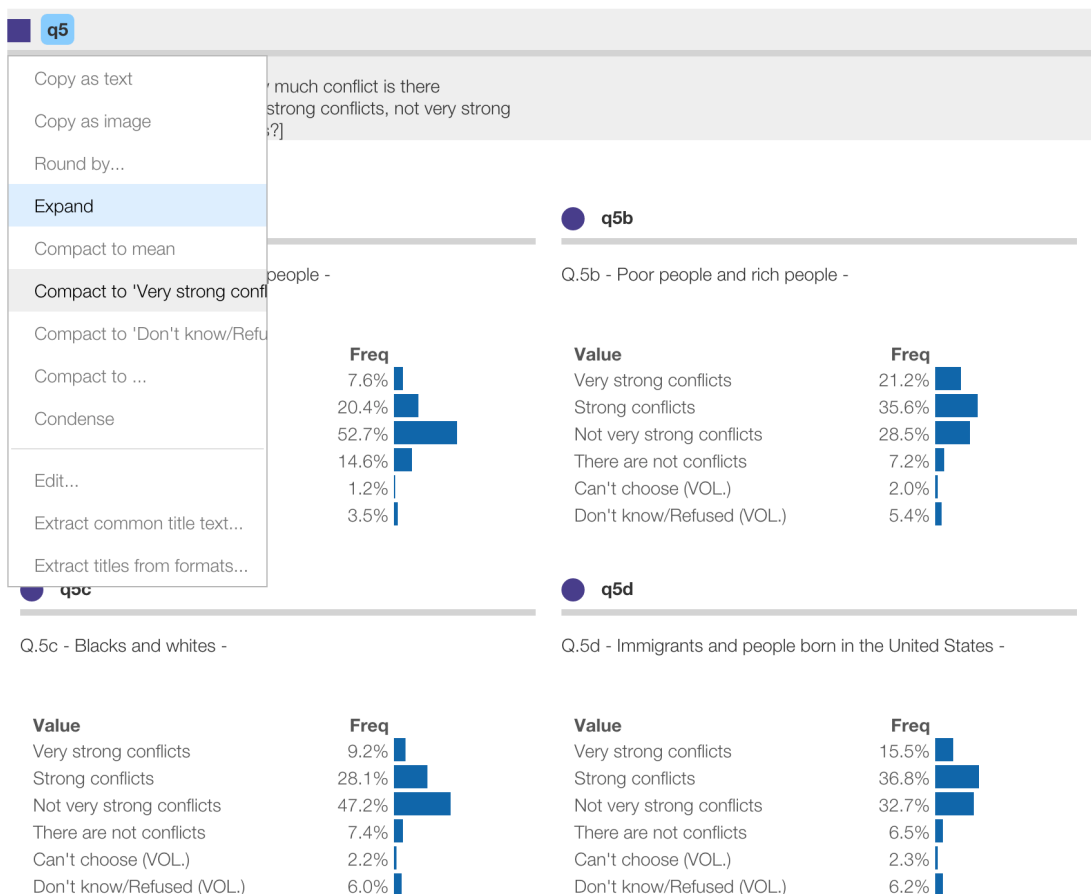 q5
Copy as text
Copy as image
Round by...
Expand
Compact to mean
Compact to 'Very strong confl
Compact to 'Don't know/Refu
Compact to ...
Condense
Edit...
Extract common title text...
Extract titles from formats...
much conflict is there
strong conflicts, not very strong
?]
people -
Freq
7.6%
20.4%
52.7%
14.6%
1.2%
3.5%
q5b
Q.5b - Poor people and rich people -
Value Freq
Very strong conflicts 21.2%
Strong conflicts 35.6%
Not very strong conflicts 28.5%
There are not conflicts 7.2%
Can't choose (VOL.) 2.0%
Don't know/Refused (VOL.) 5.4%
q5c
Q.5c - Blacks and whites -
Value Freq
Very strong conflicts 9.2%
Strong conflicts 28.1%
Not very strong conflicts 47.2%
There are not conflicts 7.4%
Can't choose (VOL.) 2.2%
Don't know/Refused (VOL.) 6.0%
q5d
Q.5d - Immigrants and people born in the United States -
Value Freq
Very strong conflicts 15.5%
Strong conflicts 36.8%
Not very strong conflicts 32.7%
There are not conflicts 6.5%
Can't choose (VOL.) 2.3%
Don't know/Refused (VOL.) 6.2%